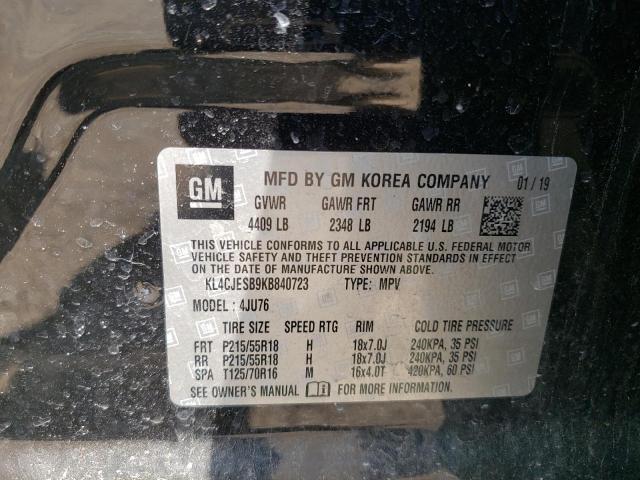 GM MFD BY GM KOREA COMPANY 01/19
GVWR GAWR FRT GAWR RR
4409 LB 2348 LB 2194 LB
THIS VEHICLE CONFORMS TO ALL APPLICABLE U.S. FEDERAL MOTOR
VEHICLE SAFETY AND THEFT PREVENTION STANDARDS IN EFFECT ON
THE DATE OF MANUFACTURE SHOWN ABOVE.
KL4CJESB9KB840723 TYPE: MPV
MODEL: 4JU76
TIRE SIZE SPEED RTG RIM COLD TIRE PRESSURE
FRT P215/55R18 H 18x7.0J 240KPA, 35 PSI
RR P215/55R18 H 18x7.0J 240KPA, 35 PSI
SPA T125/70R16 M 16x4.0T 420KPA, 60 PSI
SEE OWNER'S MANUAL FOR MORE INFORMATION